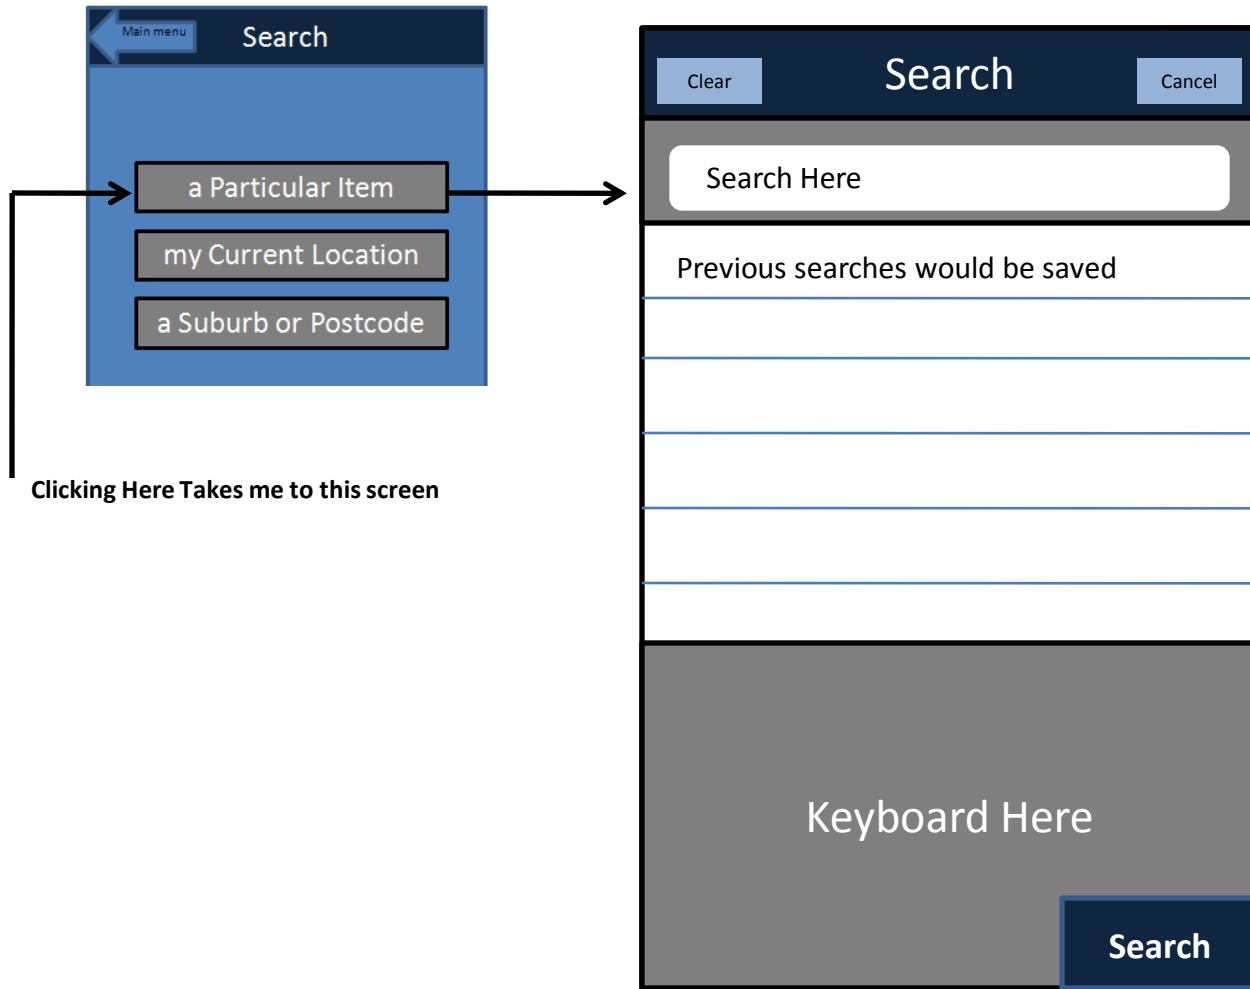 Main menu
Search
a Particular Item
my Current Location
a Suburb or Postcode
Clicking Here Takes me to this screen
Clear
Search
Cancel
Search Here
Previous searches would be saved
Keyboard Here
Search